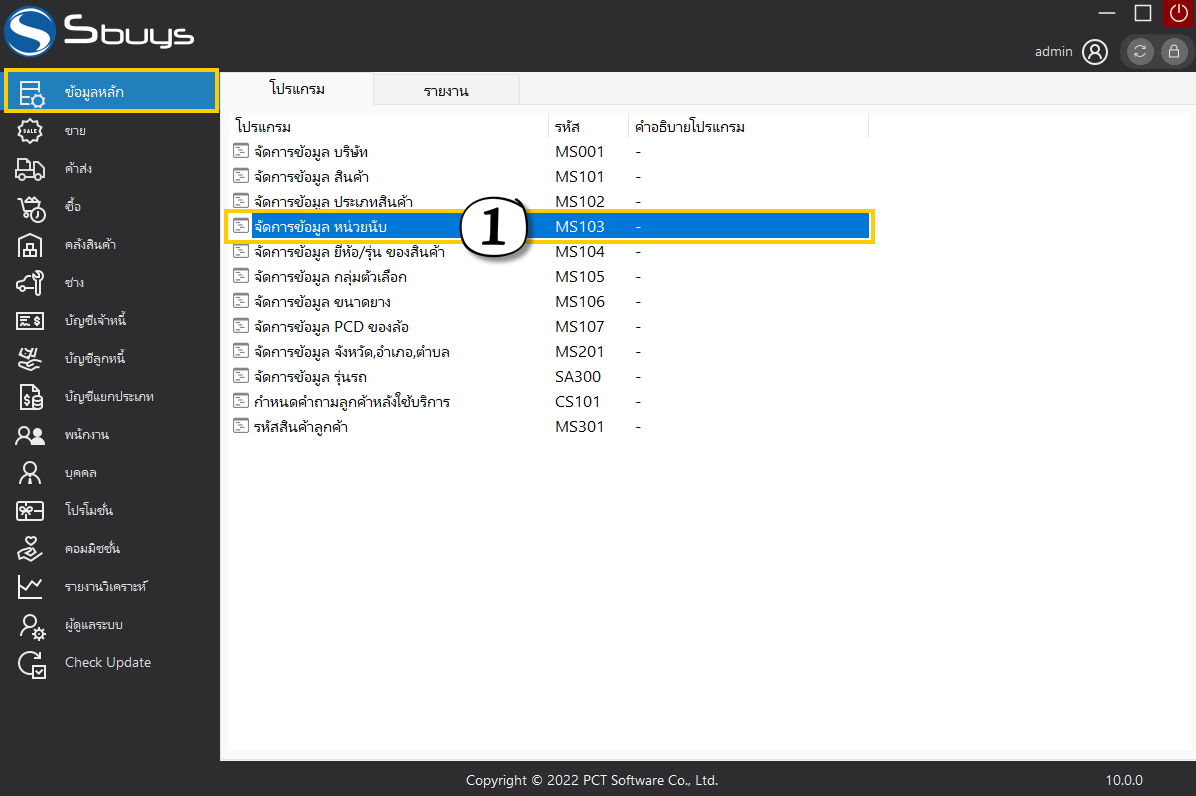 Sbuys
admin
ข้อมูลหลัก
ขาย
ค้าส่ง
ซื้อ
คลังสินค้า
ช่าง
บัญชีเจ้าหนี้
บัญชีลูกหนี้
บัญชีแยกประเภท
พนักงาน
บุคคล
โปรโมชั่น
คอมมิชชั่น
รายงานวิเคราะห์
ผู้ดูแลระบบ
Check Update
โปรแกรม รายงาน
โปรแกรม รหัส คำอธิบายโปรแกรม
จัดการข้อมูล บริษัท MS001 -
จัดการข้อมูล สินค้า MS101 -
จัดการข้อมูล ประเภทสินค้า MS102 -
จัดการข้อมูล หน่วยนับ 1 MS103 -
จัดการข้อมูล ยี่ห้อ/รุ่น ของสินค้า MS104 -
จัดการข้อมูล กลุ่มตัวเลือก MS105 -
จัดการข้อมูล ขนาดยาง MS106 -
จัดการข้อมูล PCD ของล้อ MS107 -
จัดการข้อมูล จังหวัด,อำเภอ,ตำบล MS201 -
จัดการข้อมูล รุ่นรถ SA300 -
กำหนดคำถามลูกค้าหลังใช้บริการ CS101 -
รหัสสินค้าลูกค้า MS301 -
Copyright © 2022 PCT Software Co., Ltd. 10.0.0